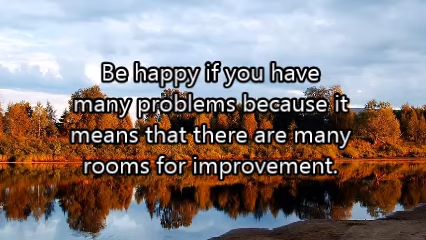 Be happy if you have
many problems because it
means that there are many
rooms for improvement.